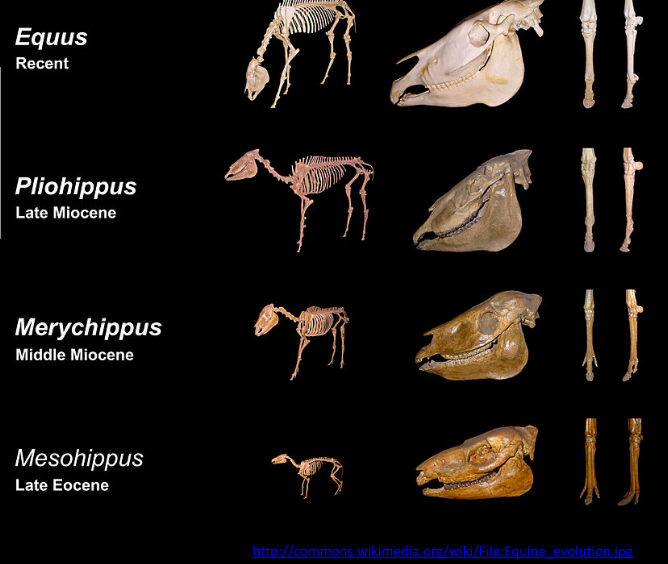 Equus
Recent
Pliohippus
Late Miocene
Merychippus
Middle Miocene
Mesohippus
Late Eocene
http://commons.wikimedia.org/wiki/File:Equine_evolution.jpg